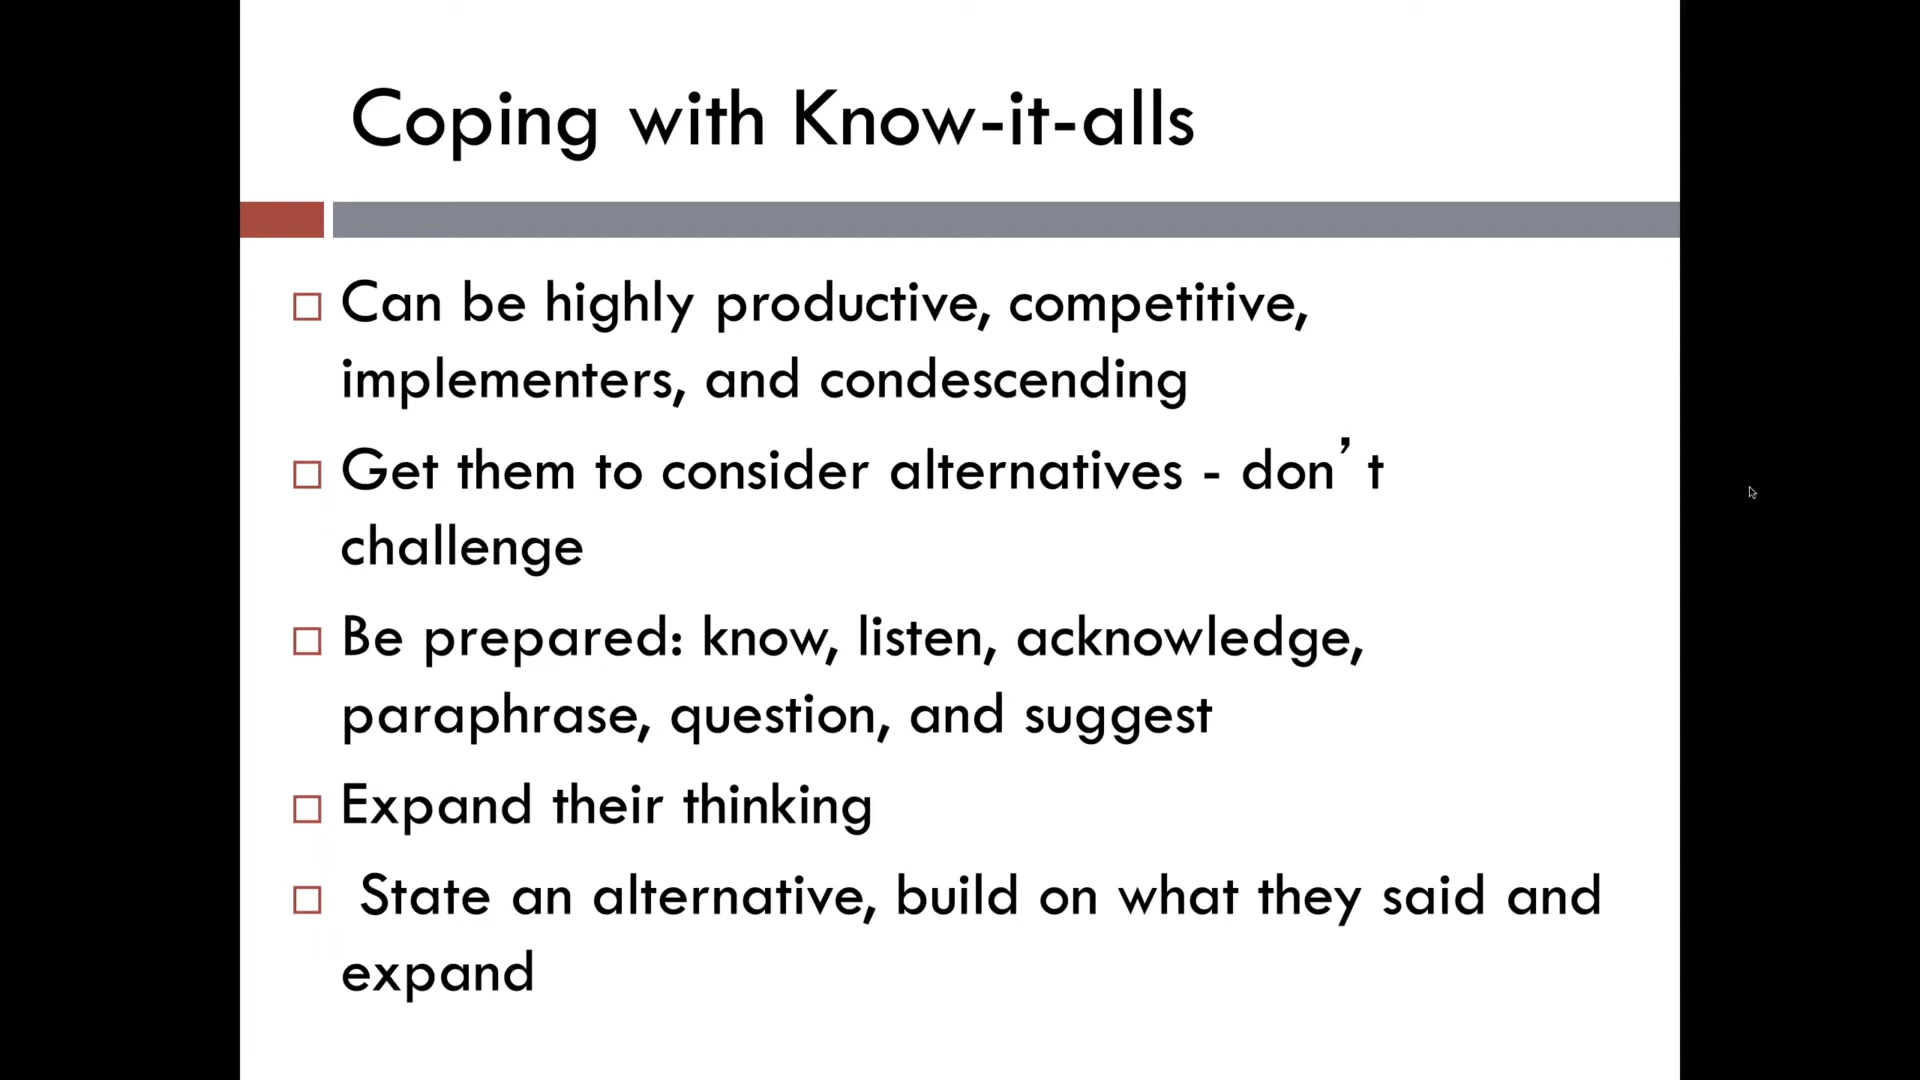 Coping with Know-it-alls
Can be highly productive, competitive,
implementers, and condescending
Get them to consider alternatives - don’t
challenge
Be prepared: know, listen, acknowledge,
paraphrase, question, and suggest
Expand their thinking
State an alternative, build on what they said and
expand